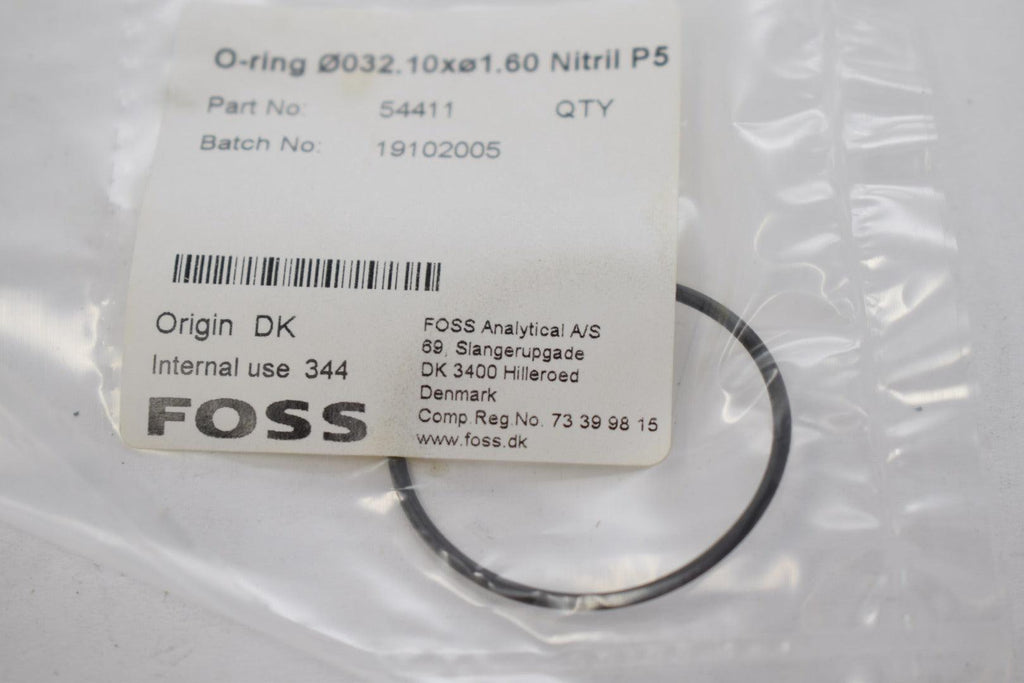 O-ring Ø032.10xø1.60 Nitril P5
Part No: 54411 QTY
Batch No: 19102005
Origin DK
Internal use 344
FOSS
FOSS Analytical A/S
69, Slangerupgade
DK 3400 Hilleroed
Denmark
Comp.Reg.No. 73 39 98 15
www.foss.dk